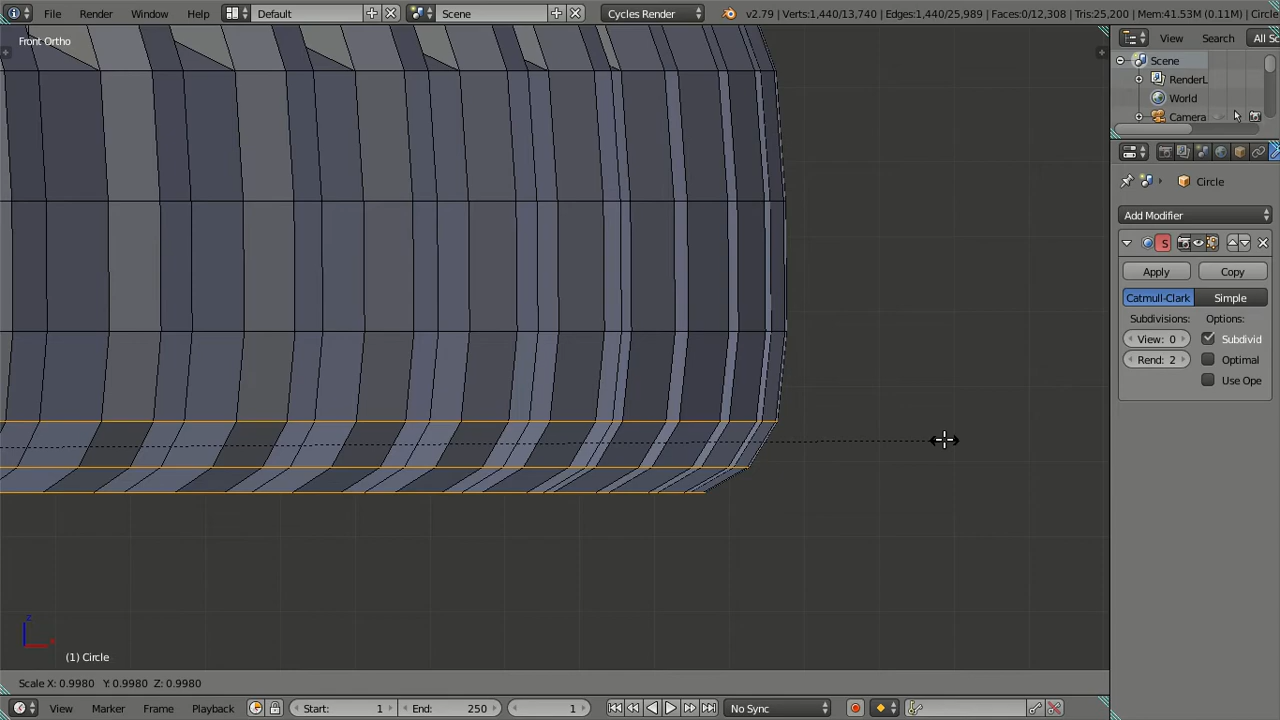 File Render Window Help Default Scene Cycles Render v2.79 | Verts:1,440/13,740 | Edges:1,440/25,989 | Faces:0/12,308 | Tris:25,200 | Mem:41.53M (0.11M) | Circle
Front Ortho
View Search All Sc
Scene
RenderL
World
Camera
Circle
Add Modifier
S
Apply Copy
Catmull-Clark Simple
Subdivisions: Options:
View: 0 Subdivid
Rend: 2 Optimal
Use Ope
z
x
(1) Circle
Scale X: 0.9980 Y: 0.9980 Z: 0.9980
View Marker Frame Playback Start: 1 End: 250 1 No Sync